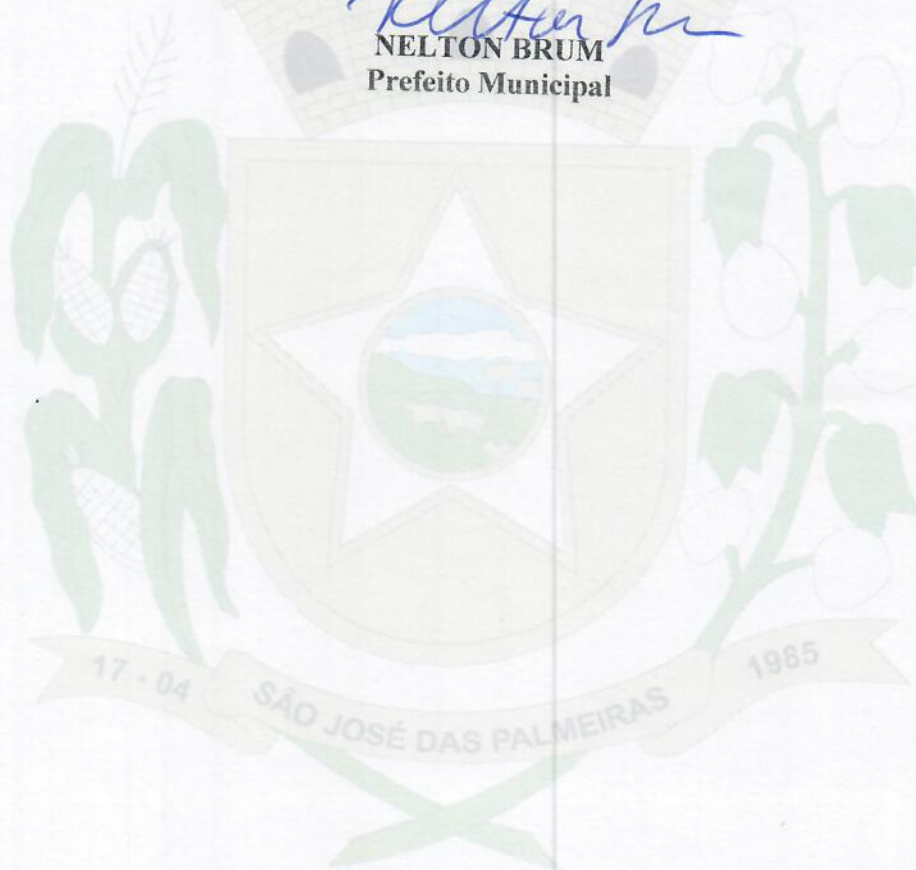 NELTON BRUM
Prefeito Municipal
17 - 04
SÃO JOSÉ DAS PALMEIRAS
1985